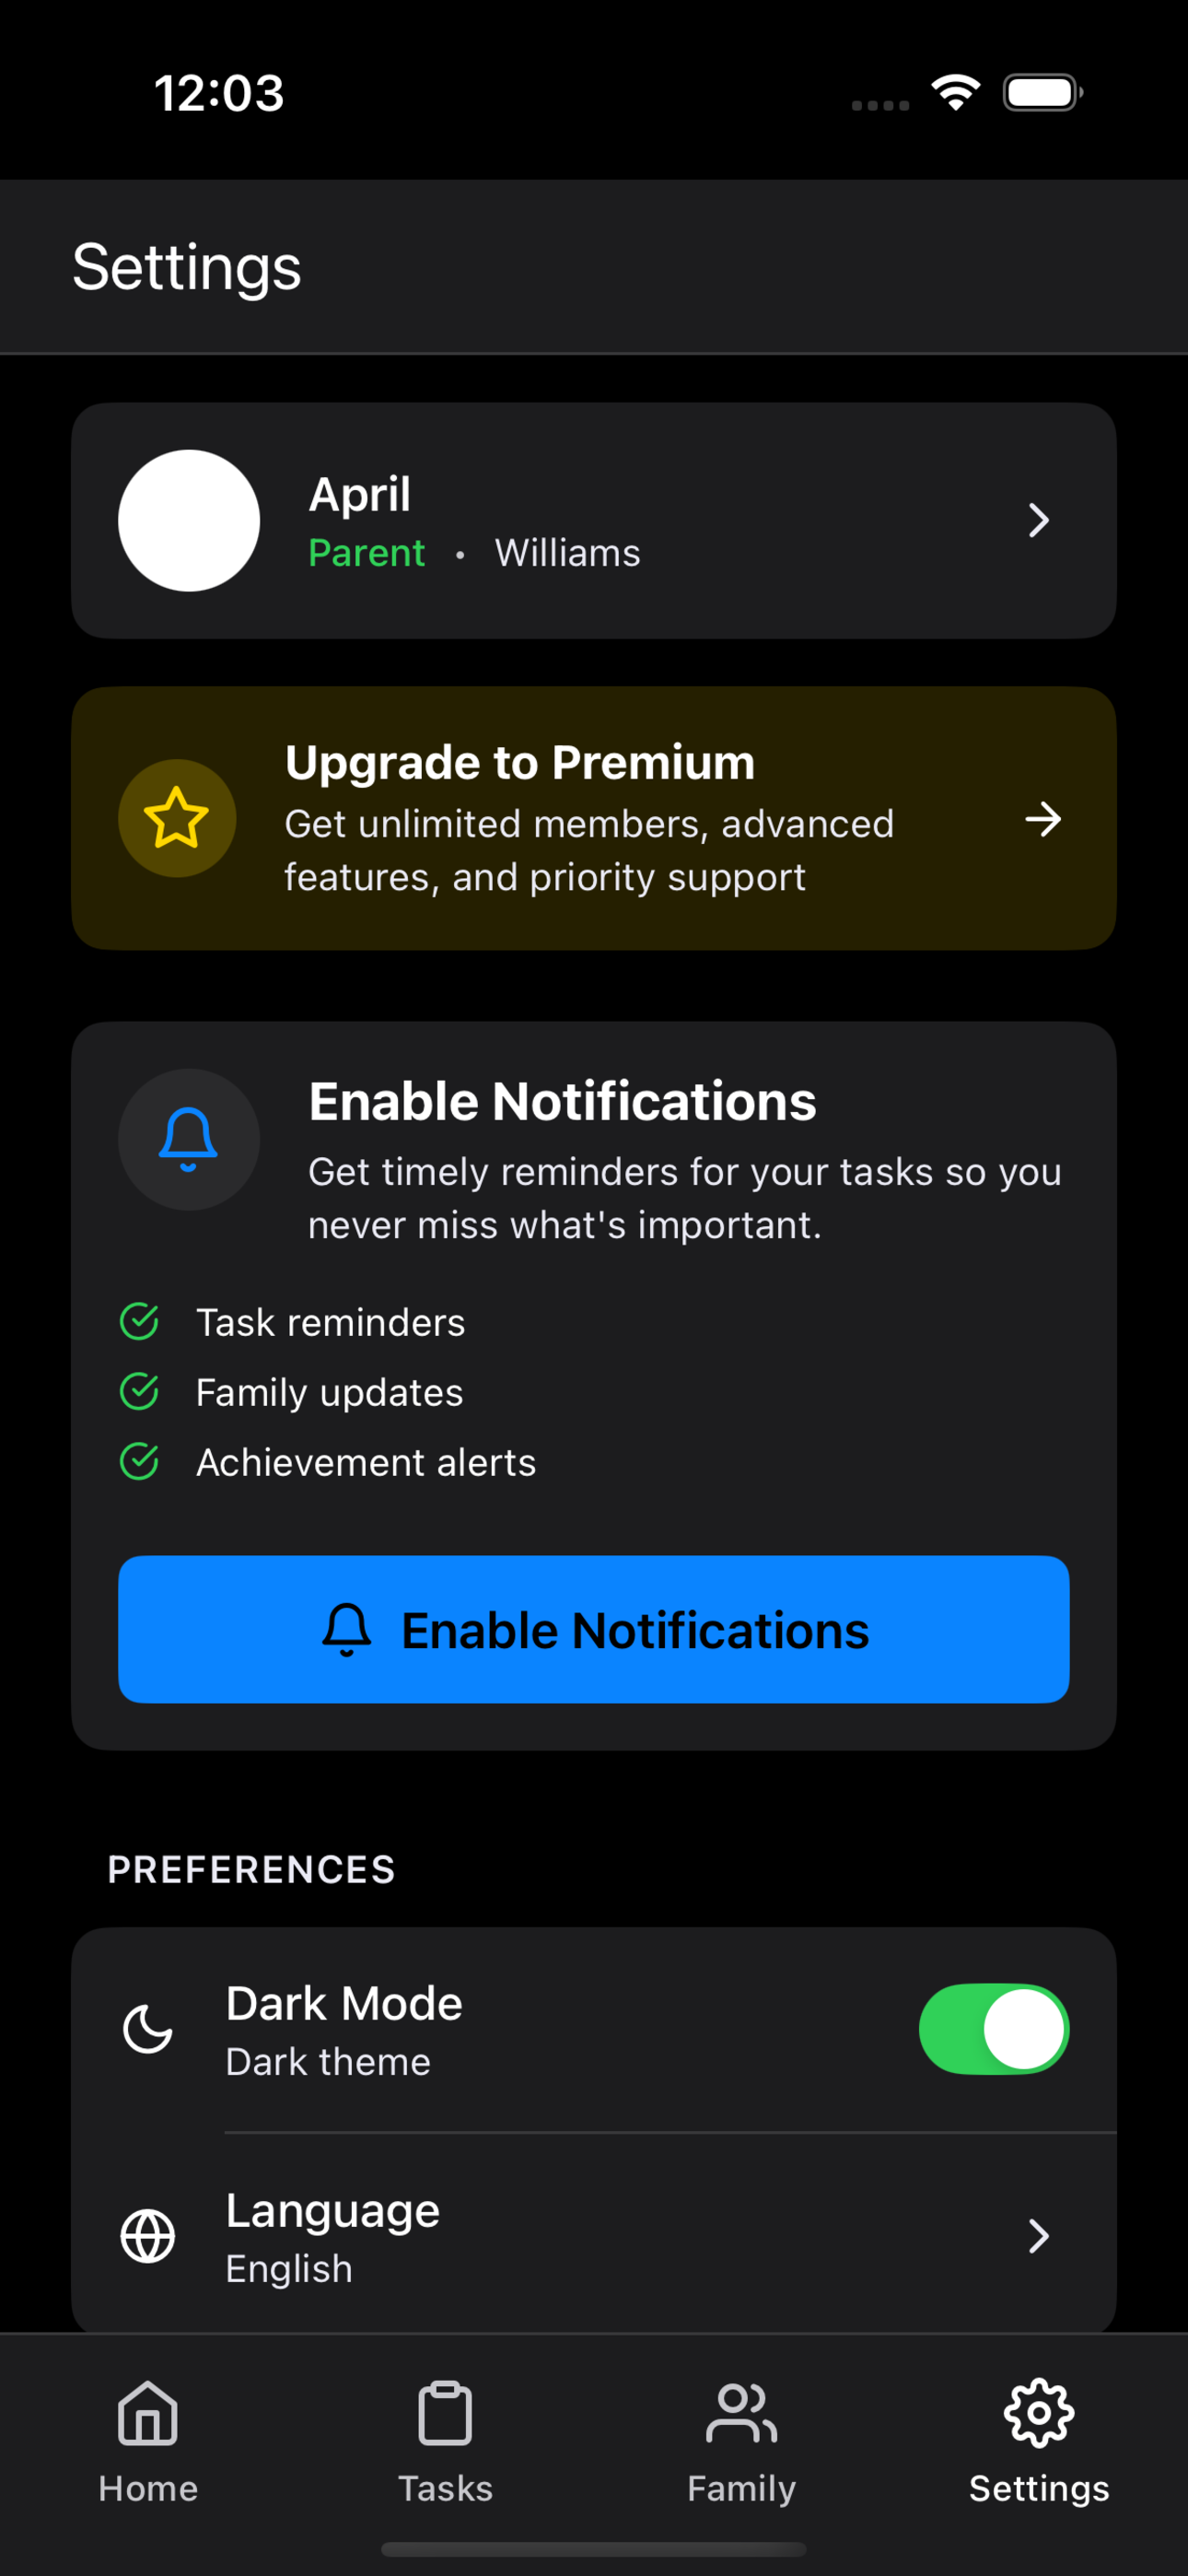 12:03
Settings
April
Parent • Williams
Upgrade to Premium
Get unlimited members, advanced
features, and priority support
Enable Notifications
Get timely reminders for your tasks so you
never miss what's important.
Task reminders
Family updates
Achievement alerts
Enable Notifications
PREFERENCES
Dark Mode
Dark theme
Language
English
Home Tasks Family Settings